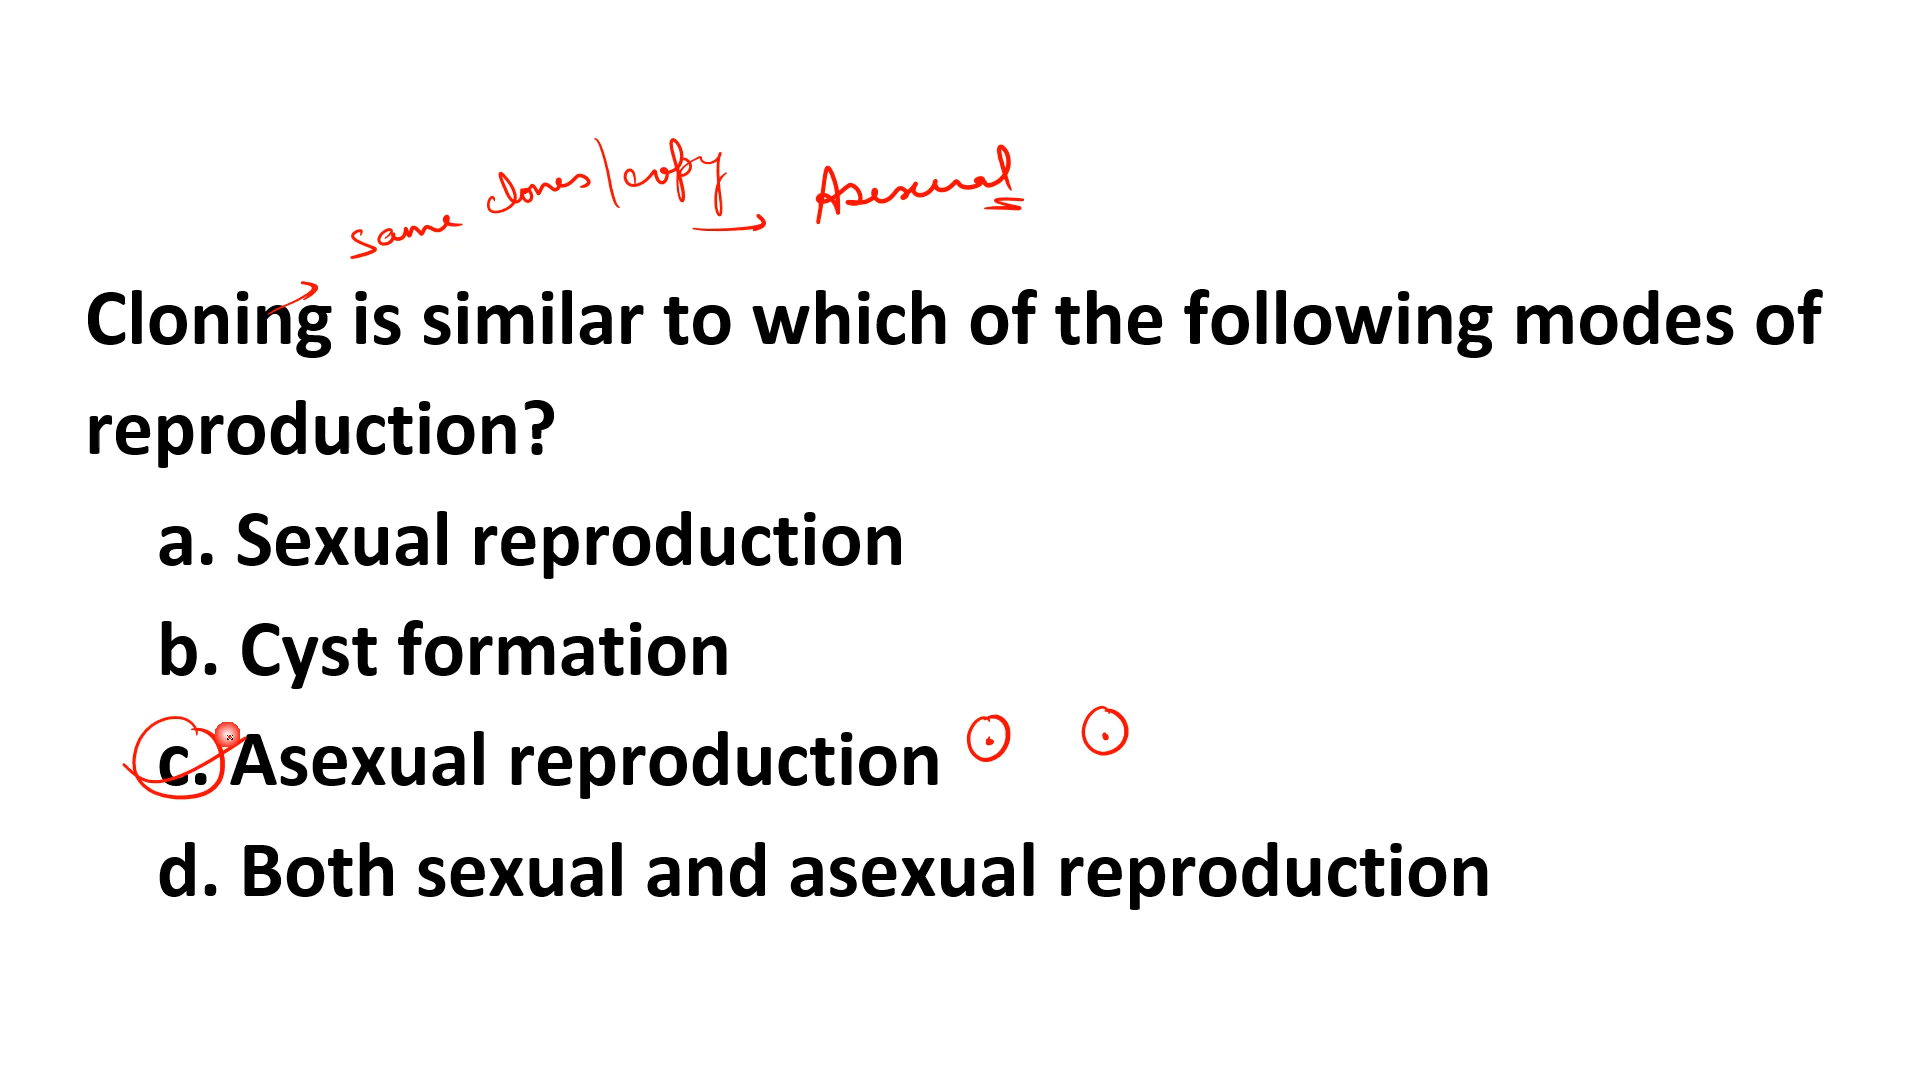 same clones/copy → Asexual
Cloning is similar to which of the following modes of
reproduction?
a. Sexual reproduction
b. Cyst formation
c. Asexual reproduction
d. Both sexual and asexual reproduction